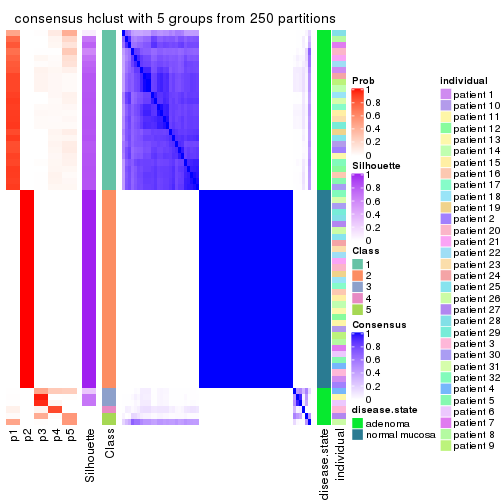 consensus hclust with 5 groups from 250 partitions
p1
p2
p3
p4
p5
Silhouette
Class
disease.state
individual
Prob
1
0.8
0.6
0.4
0.2
0
Silhouette
1
0.8
0.6
0.4
0.2
0
Class
1
2
3
4
5
Consensus
1
0.8
0.6
0.4
0.2
0
disease.state
adenoma
normal mucosa
individual
patient 1
patient 10
patient 11
patient 12
patient 13
patient 14
patient 15
patient 16
patient 17
patient 18
patient 19
patient 2
patient 20
patient 21
patient 22
patient 23
patient 24
patient 25
patient 26
patient 27
patient 28
patient 29
patient 3
patient 30
patient 31
patient 32
patient 4
patient 5
patient 6
patient 7
patient 8
patient 9